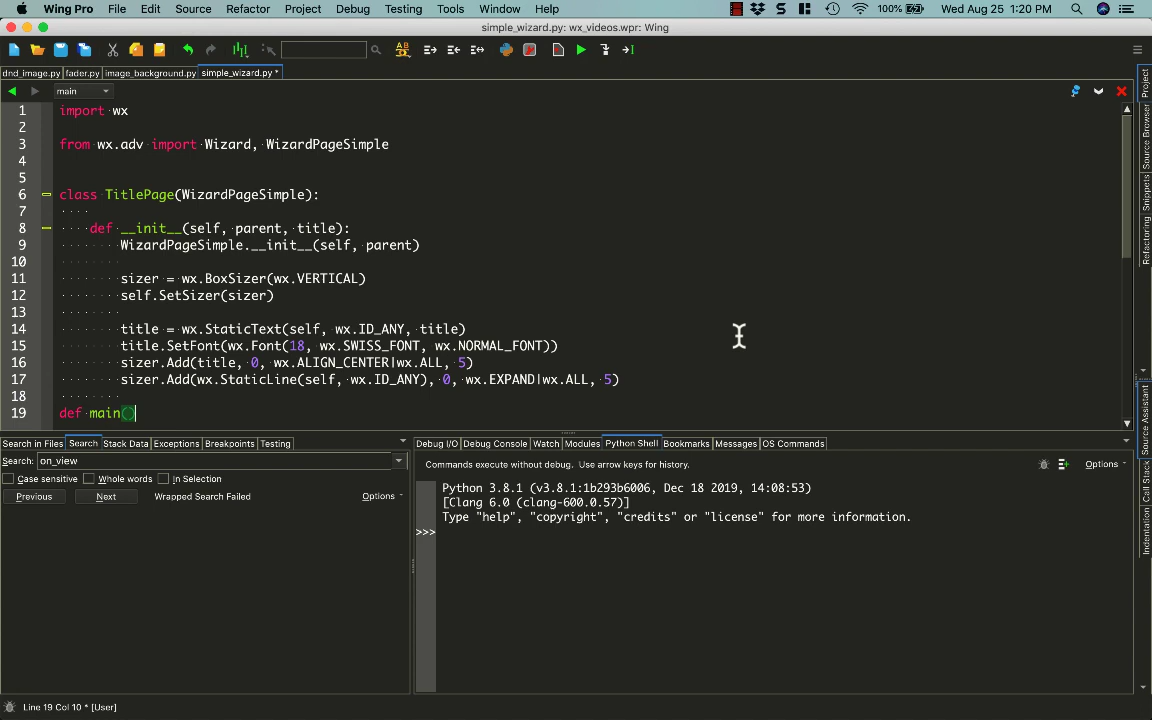 Wing Pro File Edit Source Refactor Project Debug Testing Tools Window Help 100% Wed Aug 25 1:20 PM
simple_wizard.py: wx_videos.wpr: Wing
dnd_image.py fader.py image_background.py simple_wizard.py *
main
1 import wx
2
3 from wx.adv import Wizard, WizardPageSimple
4
5
6 class TitlePage(WizardPageSimple):
7
8 def __init__(self, parent, title):
9 WizardPageSimple.__init__(self, parent)
10
11 sizer = wx.BoxSizer(wx.VERTICAL)
12 self.SetSizer(sizer)
13
14 title = wx.StaticText(self, wx.ID_ANY, title)
15 title.SetFont(wx.Font(18, wx.SWISS_FONT, wx.NORMAL_FONT))
16 sizer.Add(title, 0, wx.ALIGN_CENTER|wx.ALL, 5)
17 sizer.Add(wx.StaticLine(self, wx.ID_ANY), 0, wx.EXPAND|wx.ALL, 5)
18
19 def main()
Project
Source Browser
Snippets
Refactoring
Source Assistant
Call Stack
Indentation
Search in Files Search Stack Data Exceptions Breakpoints Testing
Search: on_view
Case sensitive Whole words In Selection
Previous Next Wrapped Search Failed Options
Debug I/O Debug Console Watch Modules Python Shell Bookmarks Messages OS Commands
Commands execute without debug. Use arrow keys for history. Options
Python 3.8.1 (v3.8.1:1b293b6006, Dec 18 2019, 14:08:53)
[Clang 6.0 (clang-600.0.57)]
Type "help", "copyright", "credits" or "license" for more information.
>>>
Line 19 Col 10 * [User]